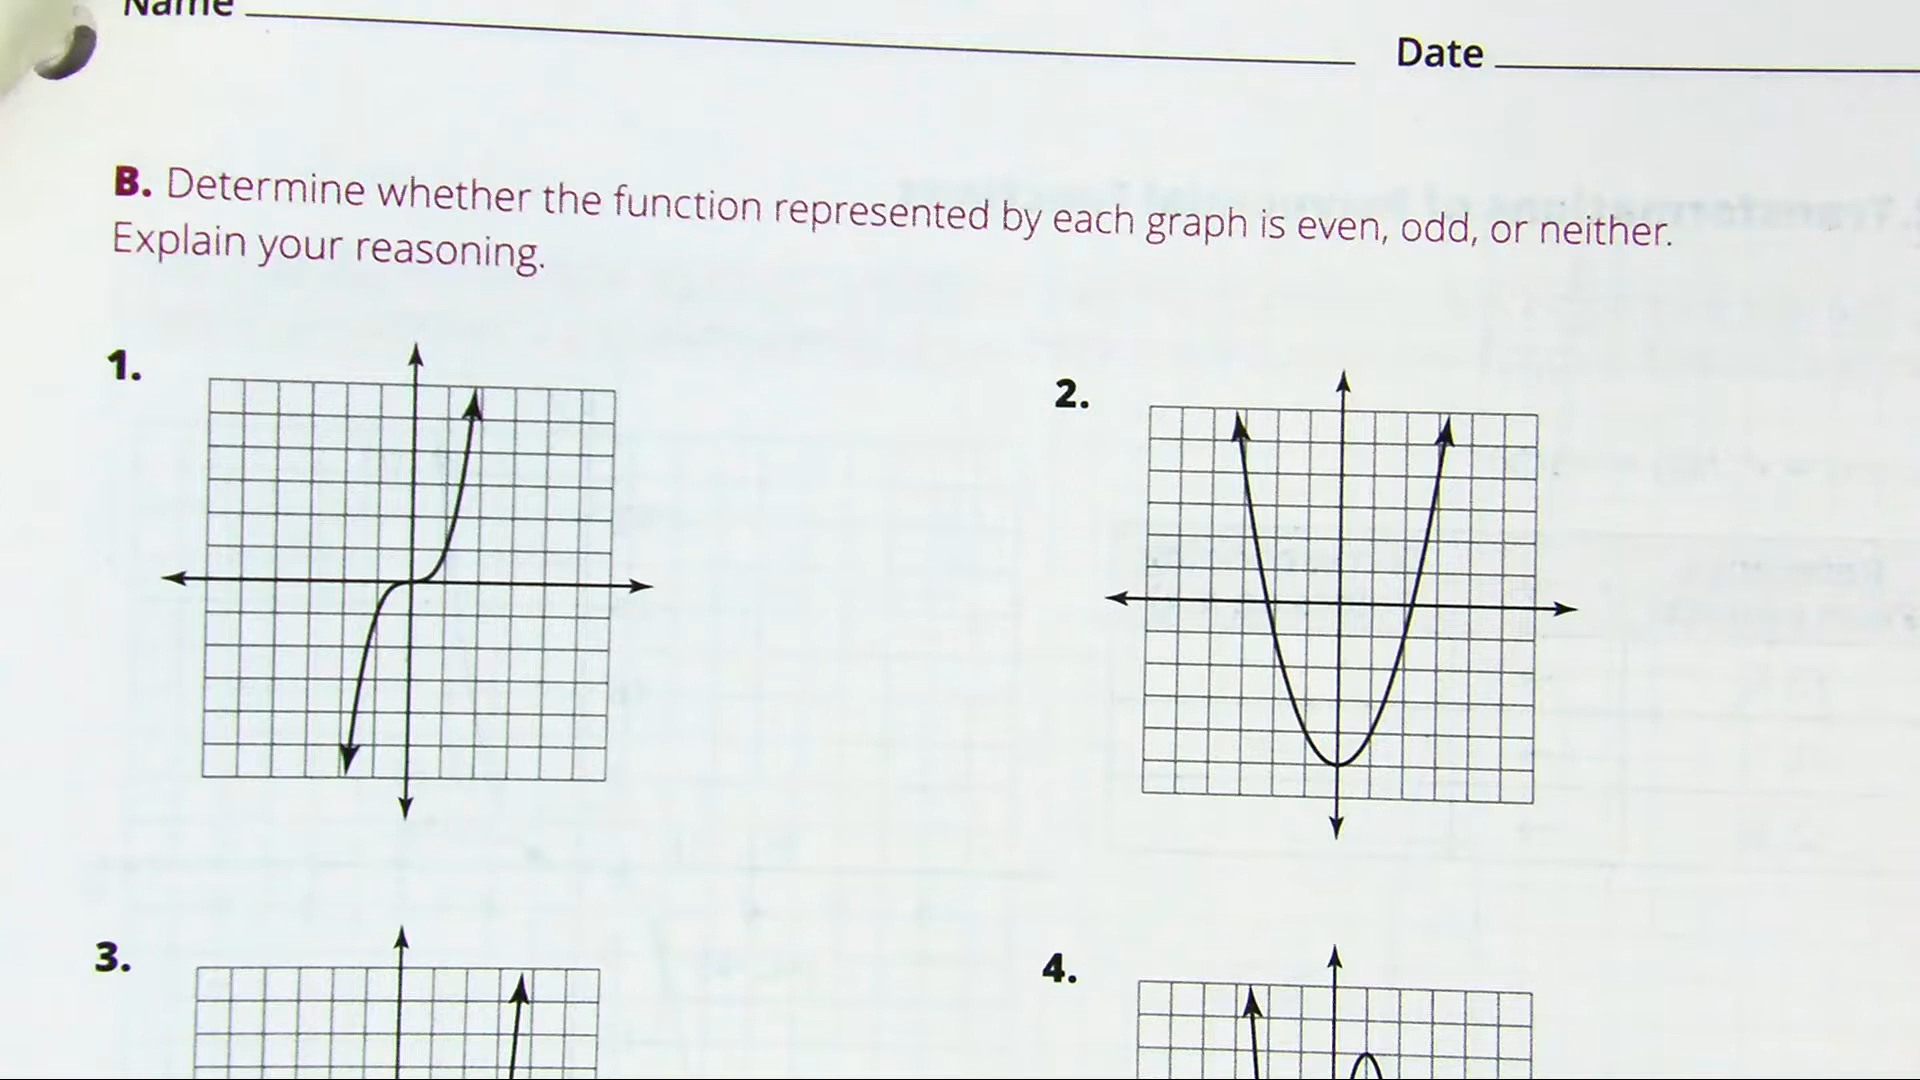 Name
Date
B. Determine whether the function represented by each graph is even, odd, or neither.
Explain your reasoning.
1.
2.
3.
4.